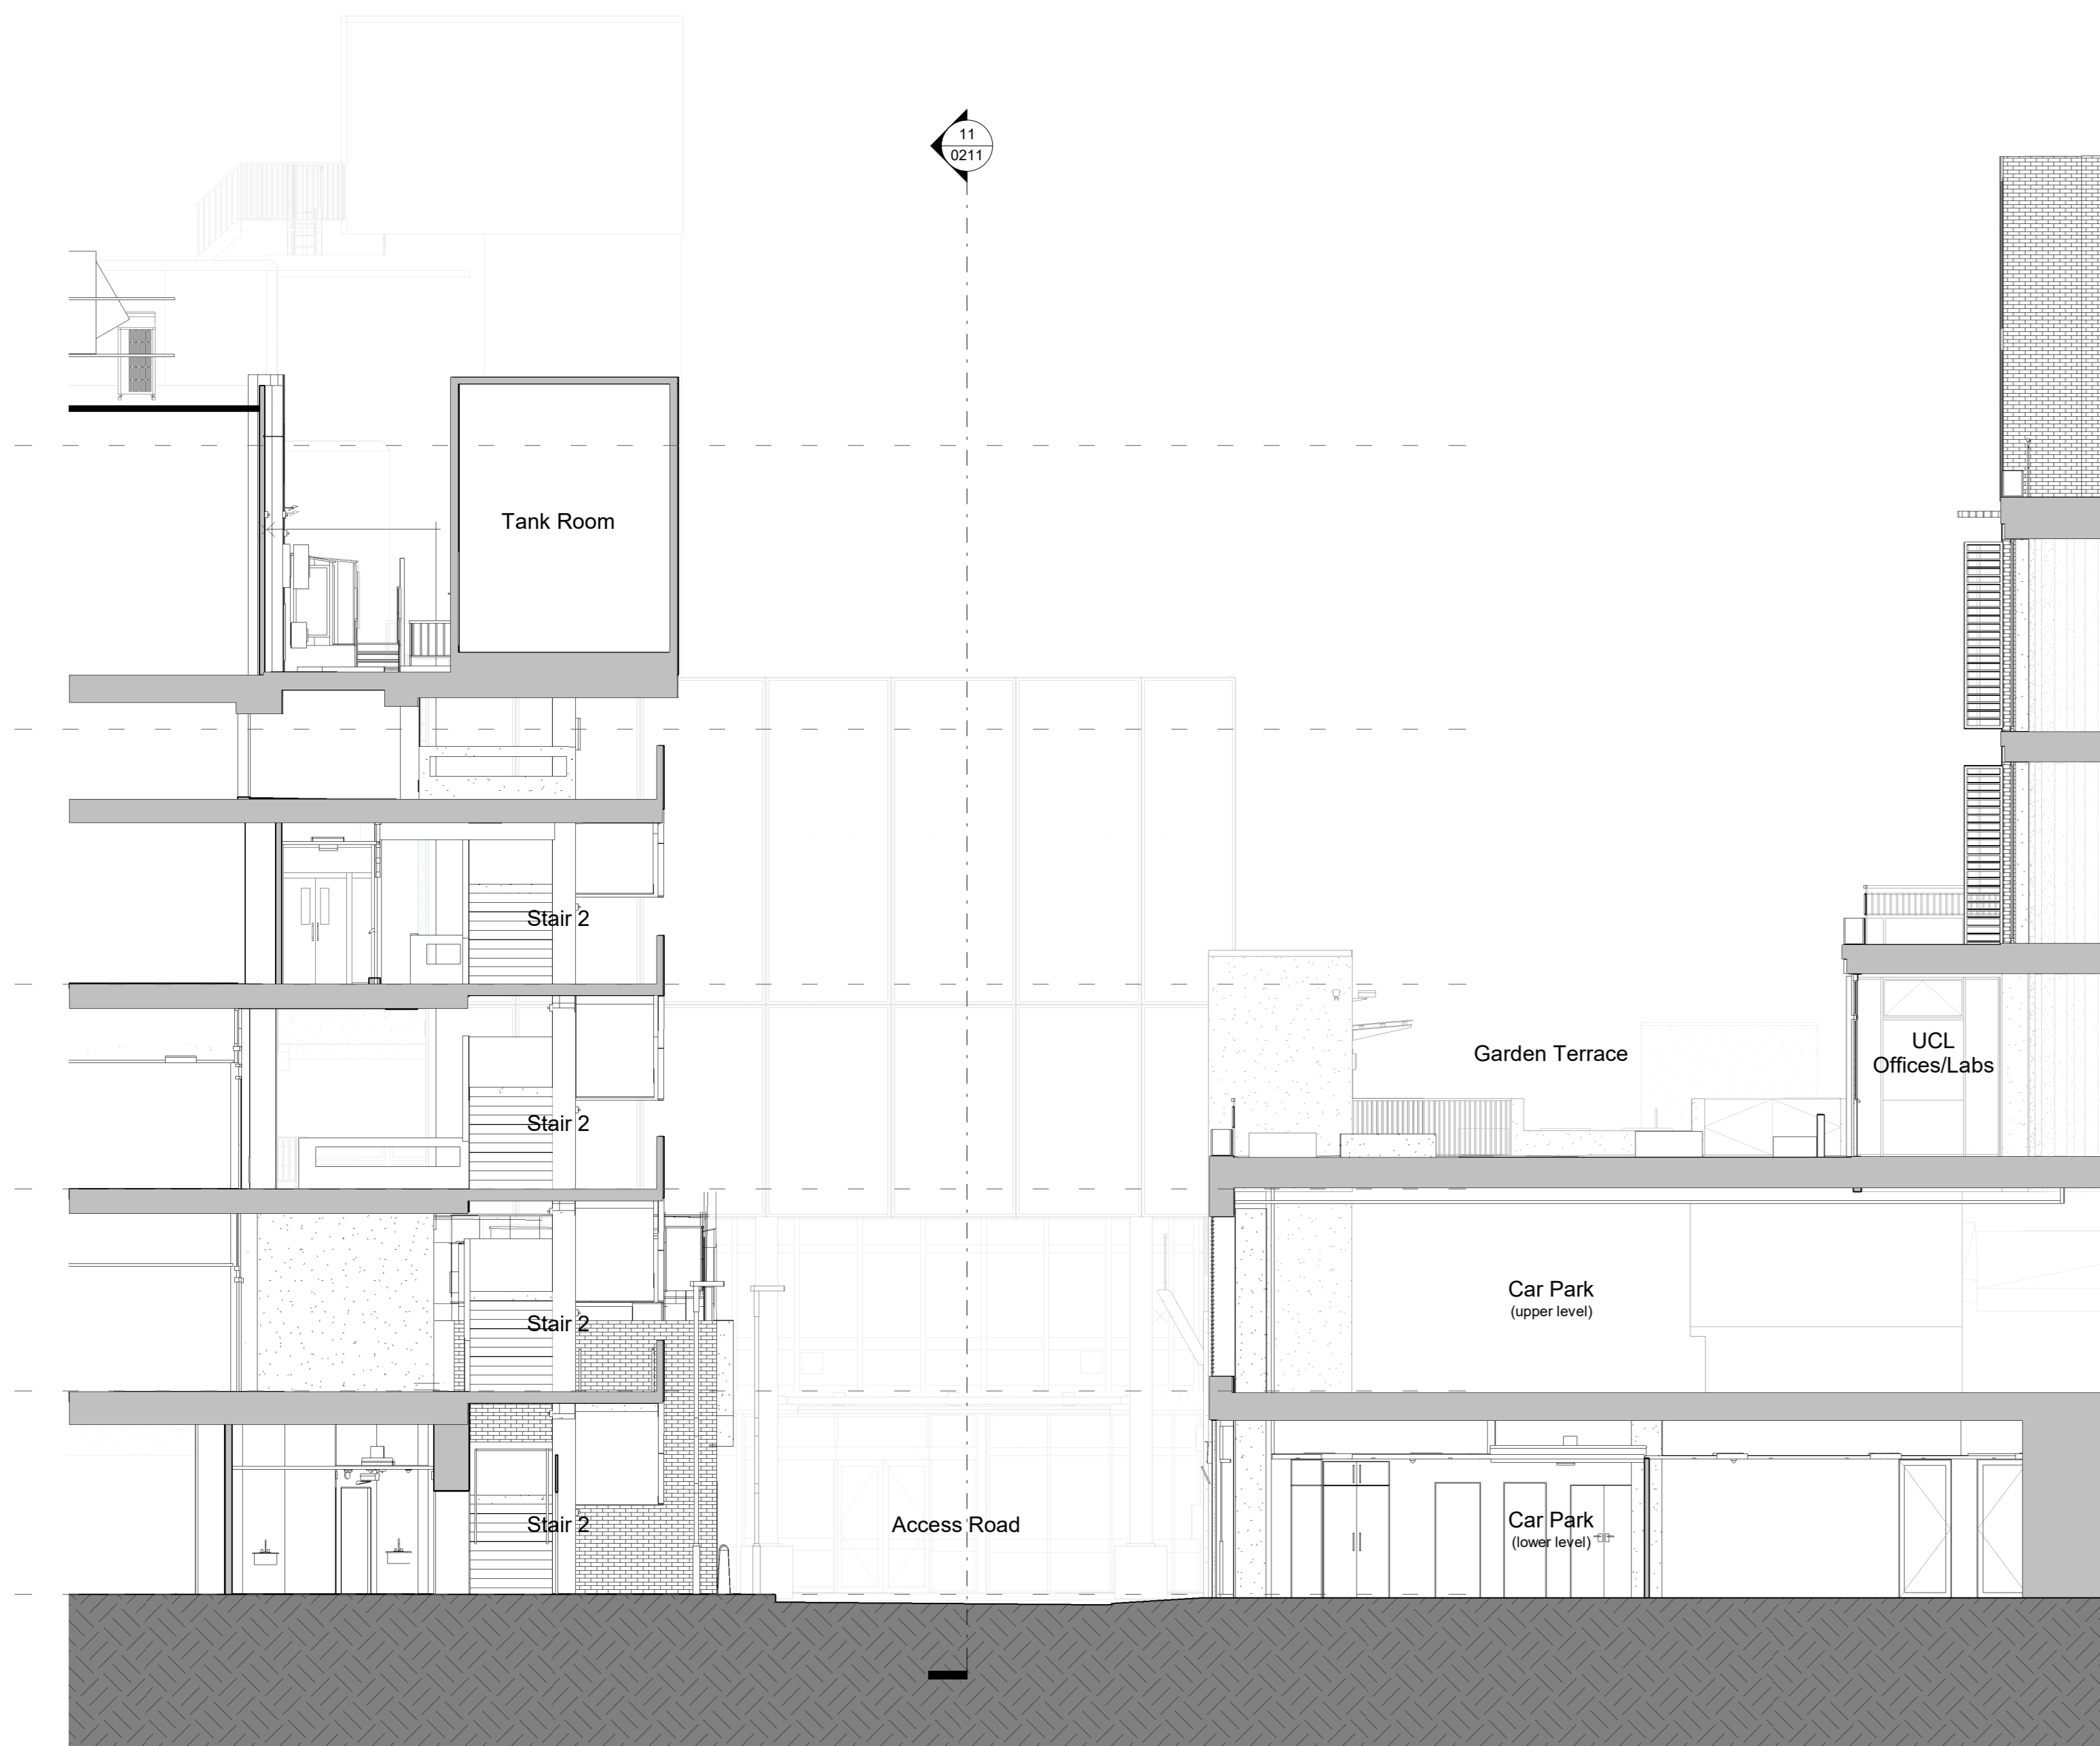 11
0211
Tank Room
Stair 2
Garden Terrace
UCL
Offices/Labs
Stair 2
Car Park
(upper level)
Stair 2
Access Road
Stair 2
Car Park
(lower level)